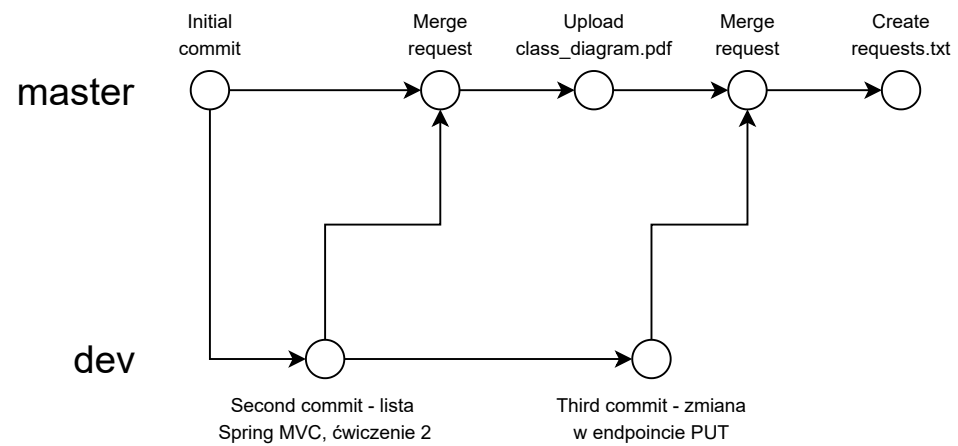 Initial
commit
Merge
request
Upload
class_diagram.pdf
Merge
request
Create
requests.txt
master
dev
Second commit - lista
Spring MVC, ćwiczenie 2
Third commit - zmiana
w endpoincie PUT